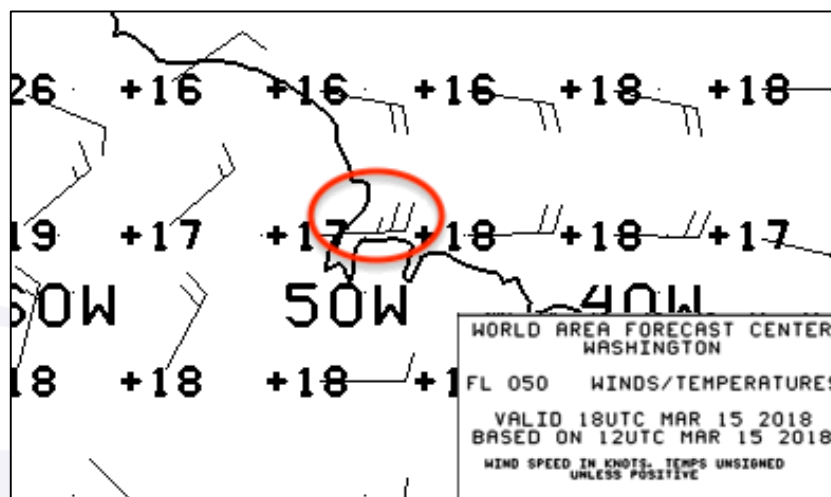 26 +16 +16 +16 +18 +18
19 +17 +17 +18 +18 +17
60W 50W 40W
18 +18 +18 +1
WORLD AREA FORECAST CENTER
WASHINGTON
FL 050 WINDS/TEMPERATURES
VALID 18UTC MAR 15 2018
BASED ON 12UTC MAR 15 2018
WIND SPEED IN KNOTS. TEMPS UNSIGNED
UNLESS POSITIVE